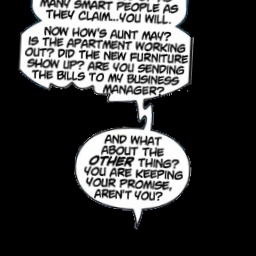 MANY SMART PEOPLE AS
THEY CLAIM...YOU WILL.
NOW HOW'S AUNT MAY?
IS THE APARTMENT WORKING
OUT? DID THE NEW FURNITURE
SHOW UP? ARE YOU SENDING
THE BILLS TO MY BUSINESS
MANAGER?
AND WHAT
ABOUT THE
OTHER THING?
YOU ARE KEEPING
YOUR PROMISE,
AREN'T YOU?